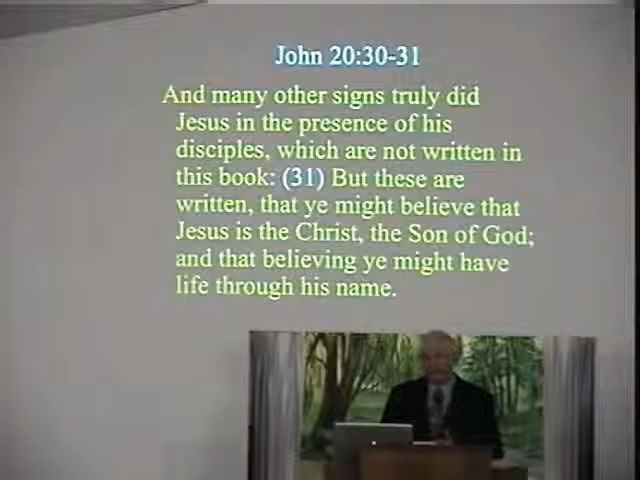 John 20:30-31
And many other signs truly did
Jesus in the presence of his
disciples, which are not written in
this book: (31) But these are
written, that ye might believe that
Jesus is the Christ, the Son of God;
and that believing ye might have
life through his name.